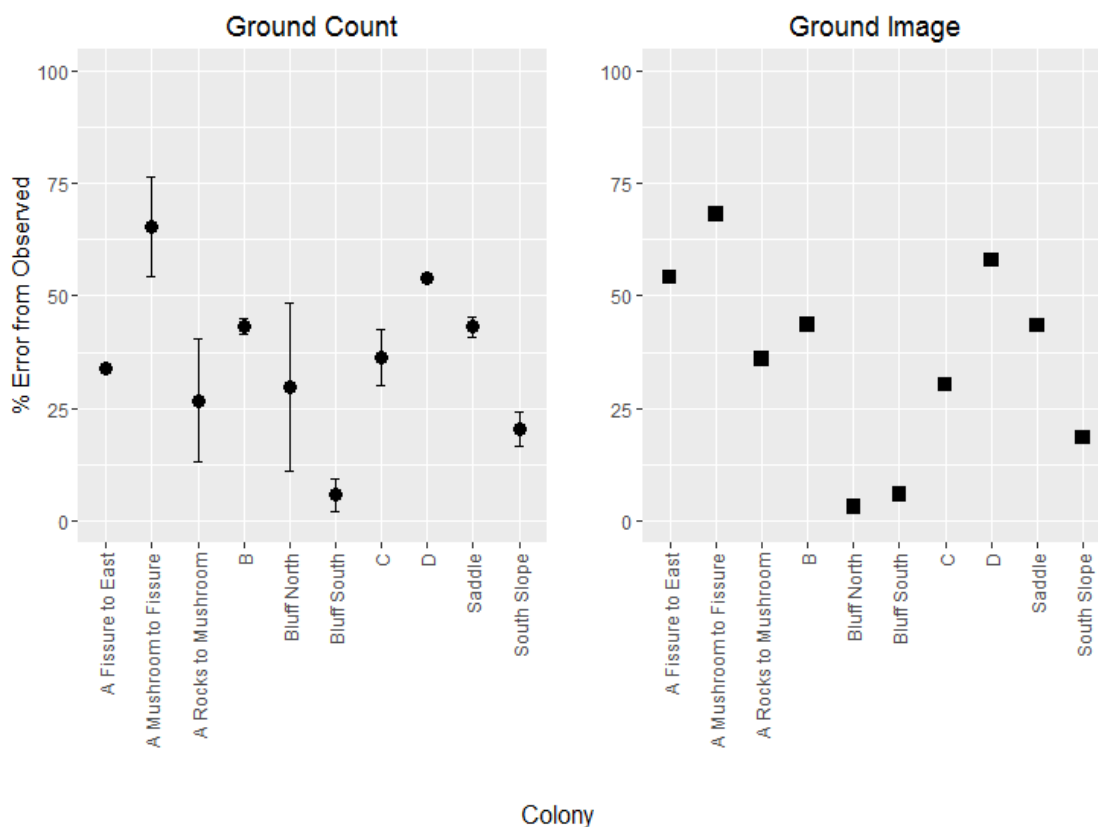 Ground Count
Ground Image
% Error from Observed
100
75
50
25
0
A Fissure to East
A Mushroom to Fissure
A Rocks to Mushroom
B
Bluff North
Bluff South
C
D
Saddle
South Slope
100
75
50
25
0
A Fissure to East
A Mushroom to Fissure
A Rocks to Mushroom
B
Bluff North
Bluff South
C
D
Saddle
South Slope
Colony